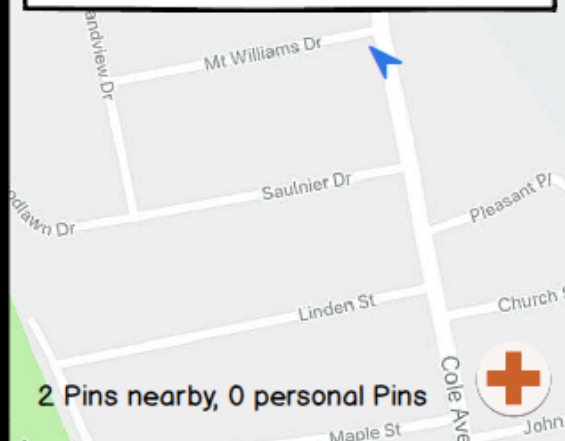 andview Dr
Mt Williams Dr
Saulnier Dr
Pleasant Pl
odlawn Dr
Linden St
Church S
2 Pins nearby, 0 personal Pins
Cole Ave
Maple St
John